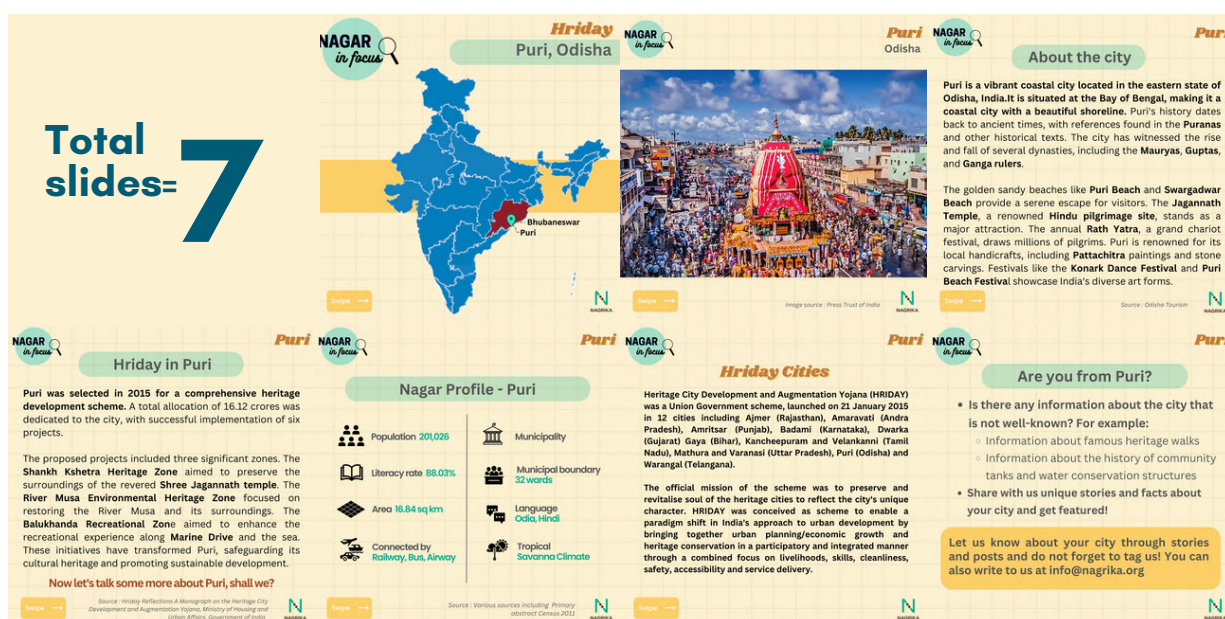 Total
slides=
7
NAGAR
in focus
Hriday
Puri, Odisha
Bhubaneswar
Puri
Swipe
NAGRIKA
NAGAR
in focus
Puri
Odisha
Swipe
Image source : Press Trust of India
NAGRIKA
NAGAR
in focus
Puri
About the city
Puri is a vibrant coastal city located in the eastern state of
Odisha, India.It is situated at the Bay of Bengal, making it a
coastal city with a beautiful shoreline. Puri's history dates
back to ancient times, with references found in the Puranas
and other historical texts. The city has witnessed the rise
and fall of several dynasties, including the Mauryas, Guptas,
and Ganga rulers.
The golden sandy beaches like Puri Beach and Swargadwar
Beach provide a serene escape for visitors. The Jagannath
Temple, a renowned Hindu pilgrimage site, stands as a
major attraction. The annual Rath Yatra, a grand chariot
festival, draws millions of pilgrims. Puri is renowned for its
local handicrafts, including Pattachitra paintings and stone
carvings. Festivals like the Konark Dance Festival and Puri
Beach Festival showcase India's diverse art forms.
Swipe
Source : Odisha Tourism
NAGRIKA
NAGAR
in focus
Puri
Hriday in Puri
Puri was selected in 2015 for a comprehensive heritage
development scheme. A total allocation of 16.12 crores was
dedicated to the city, with successful implementation of six
projects.
The proposed projects included three significant zones. The
Shankh Kshetra Heritage Zone aimed to preserve the
surroundings of the revered Shree Jagannath temple. The
River Musa Environmental Heritage Zone focused on
restoring the River Musa and its surroundings. The
Balukhanda Recreational Zone aimed to enhance the
recreational experience along Marine Drive and the sea.
These initiatives have transformed Puri, safeguarding its
cultural heritage and promoting sustainable development.
Now let's talk some more about Puri, shall we?
Swipe
Source : Hriday Reflections A Monograph on the Heritage City
Development and Augmentation Yojana, Ministry of Housing and
Urban Affairs, Government of India
NAGRIKA
NAGAR
in focus
Puri
Nagar Profile - Puri
Population 201,026
Literacy rate 88.03%
Area 16.84 sq km
Connected by
Railway, Bus, Airway
Municipality
Municipal boundary
32 wards
Language
Odia, Hindi
Tropical
Savanna Climate
Swipe
Source : Various sources including Primary
abstract Census 2011
NAGRIKA
NAGAR
in focus
Puri
Hriday Cities
Heritage City Development and Augmentation Yojana (HRIDAY)
was a Union Government scheme, launched on 21 January 2015
in 12 cities including Ajmer (Rajasthan), Amaravati (Andra
Pradesh), Amritsar (Punjab), Badami (Karnataka), Dwarka
(Gujarat) Gaya (Bihar), Kancheepuram and Velankanni (Tamil
Nadu), Mathura and Varanasi (Uttar Pradesh), Puri (Odisha) and
Warangal (Telangana).
The official mission of the scheme was to preserve and
revitalise soul of the heritage cities to reflect the city's unique
character. HRIDAY was conceived as scheme to enable a
paradigm shift in India's approach to urban development by
bringing together urban planning/economic growth and
heritage conservation in a participatory and integrated manner
through a combined focus on livelihoods, skills, cleanliness,
safety, accessibility and service delivery.
Swipe
NAGRIKA
NAGAR
in focus
Puri
Are you from Puri?
• Is there any information about the city that
is not well-known? For example:
○ Information about famous heritage walks
○ Information about the history of community
tanks and water conservation structures
• Share with us unique stories and facts about
your city and get featured!
Let us know about your city through stories
and posts and do not forget to tag us! You can
also write to us at info@nagrika.org
NAGRIKA